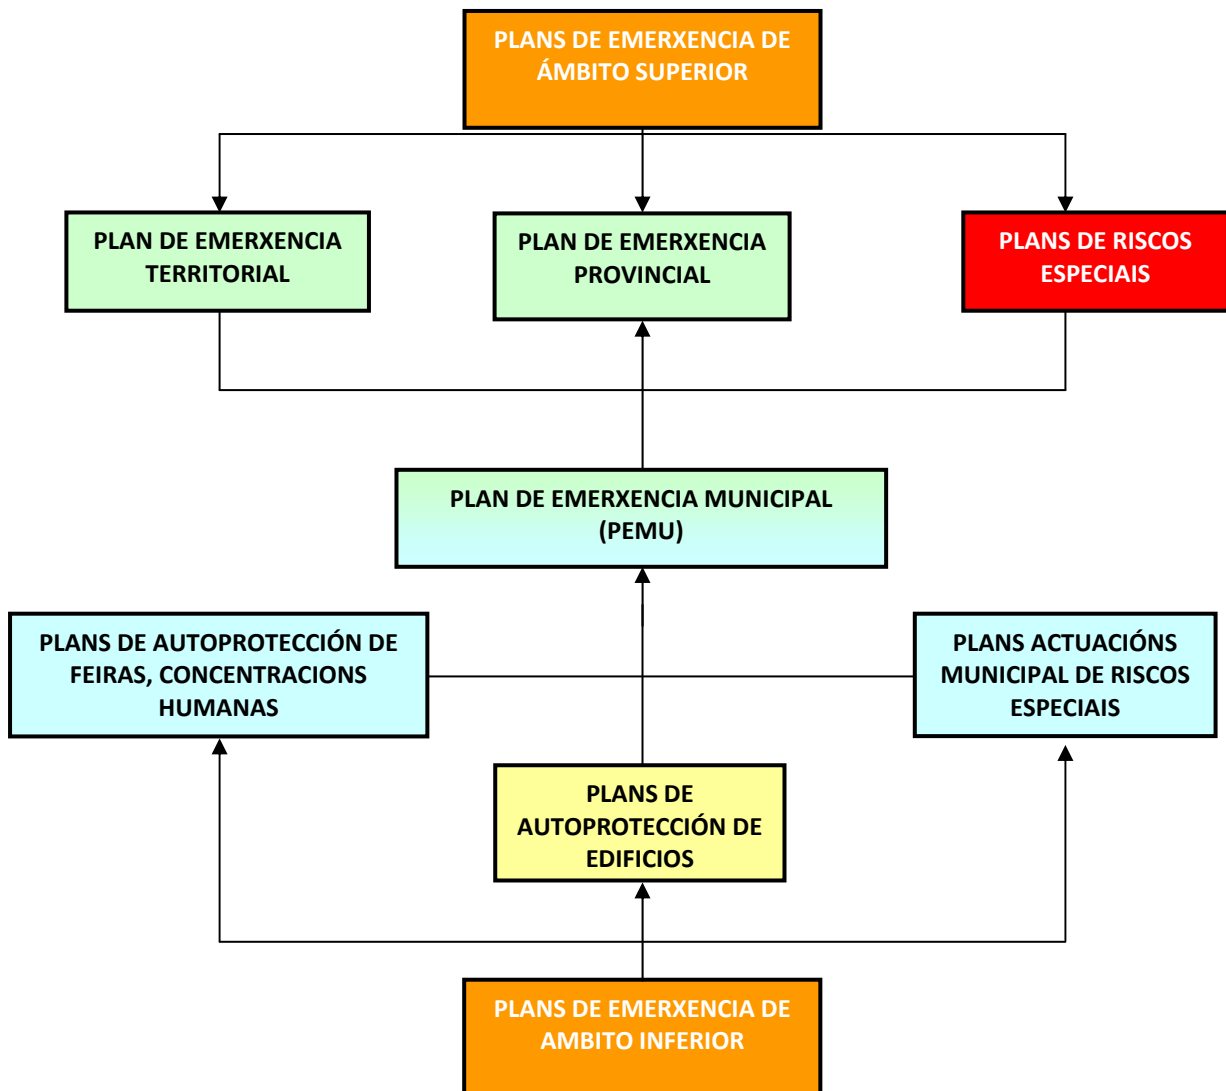 PLANS DE EMERXENCIA DE
ÁMBITO SUPERIOR
PLAN DE EMERXENCIA
TERRITORIAL
PLAN DE EMERXENCIA
PROVINCIAL
PLANS DE RISCOS
ESPECIAIS
PLAN DE EMERXENCIA MUNICIPAL
(PEMU)
PLANS DE AUTOPROTECCIÓN DE
FEIRAS, CONCENTRACIONS
HUMANAS
PLANS ACTUACIÓNS
MUNICIPAL DE RISCOS
ESPECIAIS
PLANS DE
AUTOPROTECCIÓN DE
EDIFICIOS
PLANS DE EMERXENCIA DE
AMBITO INFERIOR